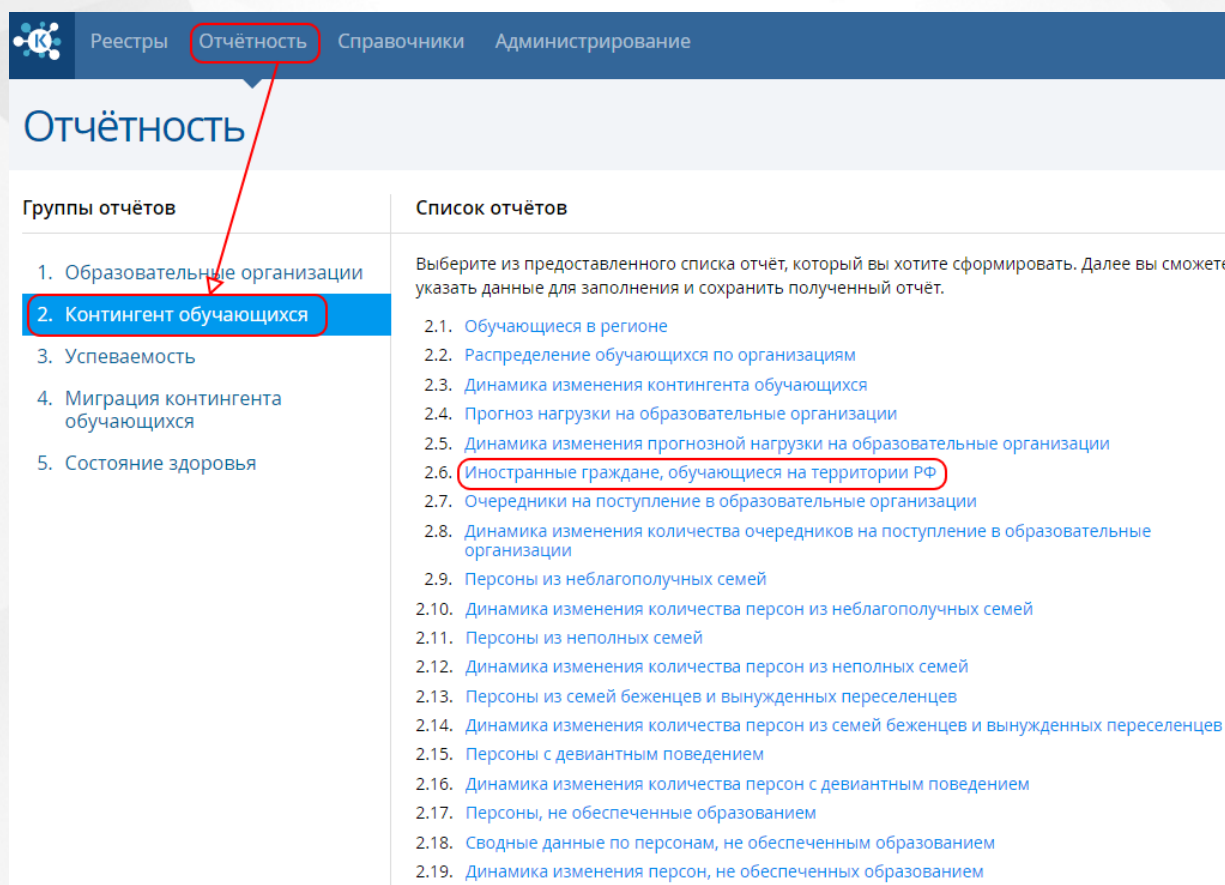 К Реестры Отчётность Справочники Администрирование
Отчётность
Группы отчётов
1. Образовательные организации
2. Контингент обучающихся
3. Успеваемость
4. Миграция контингента
обучающихся
5. Состояние здоровья
Список отчётов
Выберите из предоставленного списка отчёт, который вы хотите сформировать. Далее вы сможете
указать данные для заполнения и сохранить полученный отчёт.
2.1. Обучающиеся в регионе
2.2. Распределение обучающихся по организациям
2.3. Динамика изменения контингента обучающихся
2.4. Прогноз нагрузки на образовательные организации
2.5. Динамика изменения прогнозной нагрузки на образовательные организации
2.6. Иностранные граждане, обучающиеся на территории РФ
2.7. Очередники на поступление в образовательные организации
2.8. Динамика изменения количества очередников на поступление в образовательные
организации
2.9. Персоны из неблагополучных семей
2.10. Динамика изменения количества персон из неблагополучных семей
2.11. Персоны из неполных семей
2.12. Динамика изменения количества персон из неполных семей
2.13. Персоны из семей беженцев и вынужденных переселенцев
2.14. Динамика изменения количества персон из семей беженцев и вынужденных переселенцев
2.15. Персоны с девиантным поведением
2.16. Динамика изменения количества персон с девиантным поведением
2.17. Персоны, не обеспеченные образованием
2.18. Сводные данные по персонам, не обеспеченным образованием
2.19. Динамика изменения персон, не обеспеченных образованием